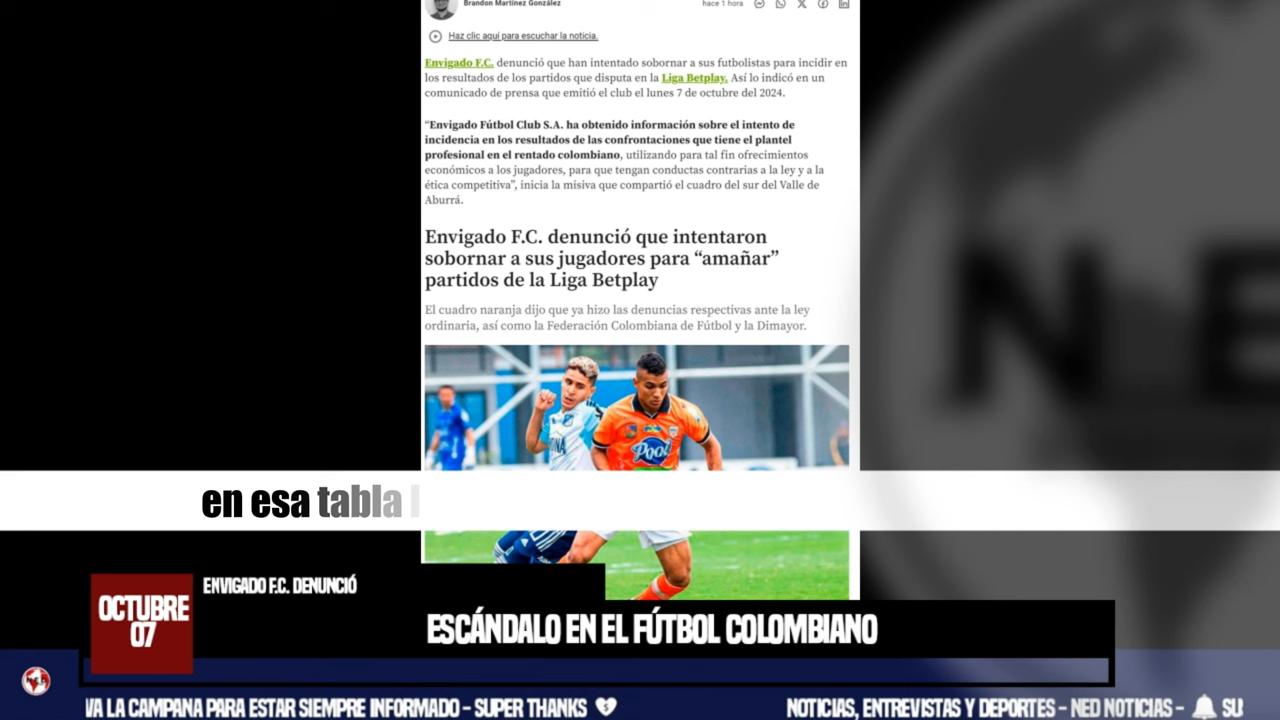 Brandon Martínez González
hace 1 hora
Haz clic aquí para escuchar la noticia.
Envigado F.C. denunció que han intentado sobornar a sus futbolistas para incidir en
los resultados de los partidos que disputa en la Liga Betplay. Así lo indicó en un
comunicado de prensa que emitió el club el lunes 7 de octubre del 2024.
“Envigado Fútbol Club S.A. ha obtenido información sobre el intento de
incidencia en los resultados de las confrontaciones que tiene el plantel
profesional en el rentado colombiano, utilizando para tal fin ofrecimientos
económicos a los jugadores, para que tengan conductas contrarias a la ley y a la
ética competitiva”, inicia la misiva que compartió el cuadro del sur del Valle de
Aburrá.
Envigado F.C. denunció que intentaron
sobornar a sus jugadores para “amañar”
partidos de la Liga Betplay
El cuadro naranja dijo que ya hizo las denuncias respectivas ante la ley
ordinaria, así como la Federación Colombiana de Fútbol y la Dimayor.
Pool
en esa tabla
ENVIGADO F.C. DENUNCIÓ
OCTUBRE
07
ESCÁNDALO EN EL FÚTBOL COLOMBIANO
VA LA CAMPANA PARA ESTAR SIEMPRE INFORMADO - SUPER THANKS
NOTICIAS, ENTREVISTAS Y DEPORTES - NED NOTICIAS - SU
NE